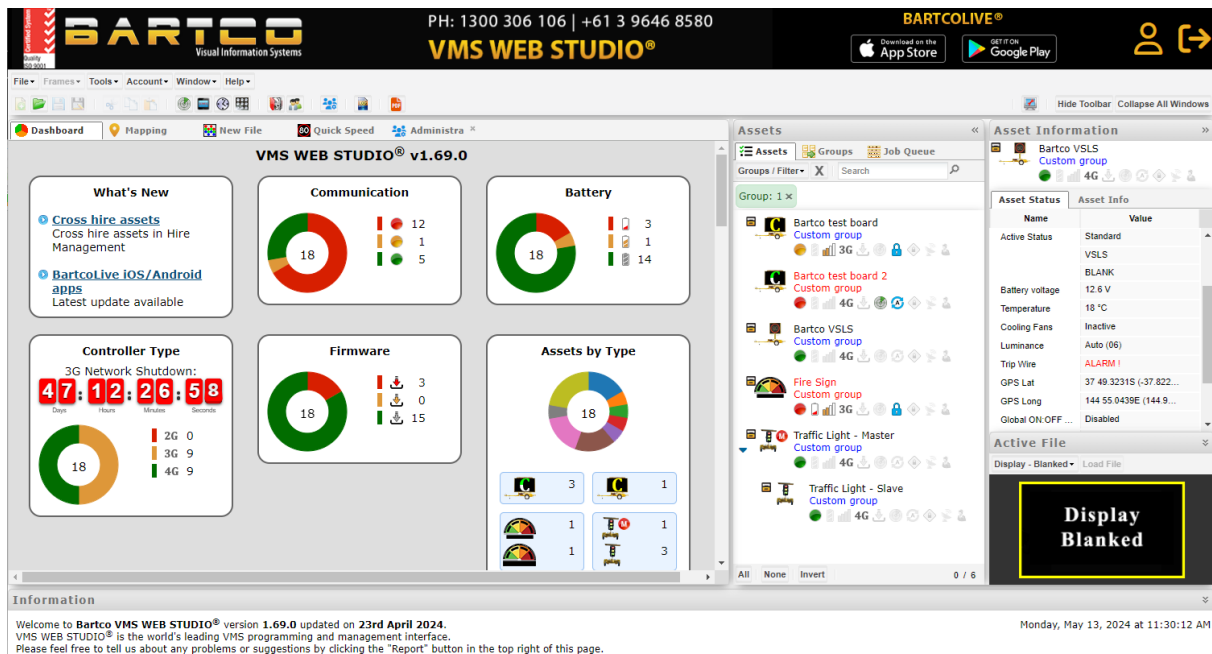 Certified System
Quality
ISO 9001
BARTCO
Visual Information Systems
PH: 1300 306 106 | +61 3 9646 8580
VMS WEB STUDIO®
BARTCOLIVE®
Download on the
App Store
GET IT ON
Google Play
File Frames Tools Account Window Help
Hide Toolbar Collapse All Windows
Dashboard Mapping New File 80 Quick Speed Administra ×
VMS WEB STUDIO® v1.69.0
What's New
Cross hire assets
Cross hire assets in Hire
Management
BartcoLive iOS/Android
apps
Latest update available
Communication
18
12
1
5
Battery
18
3
1
14
Controller Type
3G Network Shutdown:
47:12:26:58
Days Hours Minutes Seconds
18
2G 0
3G 9
4G 9
Firmware
18
3
0
15
Assets by Type
18
C 3
C 1
1
M 1
1
3
Assets «
Assets Groups Job Queue
Groups / Filter X Search
Group: 1 ×
C Bartco test board
Custom group
3G
C Bartco test board 2
Custom group
4G
Bartco VSLS
Custom group
4G
Fire Sign
Custom group
3G
M Traffic Light - Master
Custom group
4G
Traffic Light - Slave
Custom group
4G
All None Invert 0 / 6
Asset Information »
Bartco VSLS
Custom group
4G
Asset Status Asset Info
Name Value
Active Status Standard
VSLS
BLANK
Battery voltage 12.6 V
Temperature 18 °C
Cooling Fans Inactive
Luminance Auto (06)
Trip Wire ALARM !
GPS Lat 37 49.3231S (-37.822...
GPS Long 144 55.0439E (144.9...
Global ON:OFF ... Disabled
Active File
Display - Blanked Load File
Display
Blanked
Information
Welcome to Bartco VMS WEB STUDIO® version 1.69.0 updated on 23rd April 2024.
VMS WEB STUDIO® is the world's leading VMS programming and management interface.
Please feel free to tell us about any problems or suggestions by clicking the "Report" button in the top right of this page.
Monday, May 13, 2024 at 11:30:12 AM